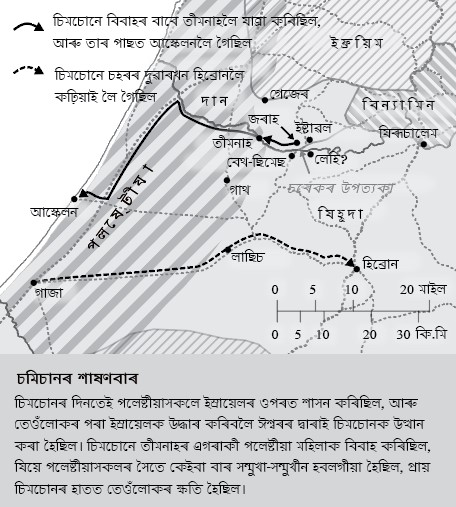 চিমচোনে বিবাহৰ বাবে তীমনাহলৈ যাত্ৰা কৰিছিল,
আৰু তাৰ পাছত আস্কেলনলৈ গৈছিল
চিমচোনে চহৰৰ দুৱাৰখন হিব্ৰোনলৈ
কঢ়িয়াই লৈ গৈছিল
ইফ্ৰয়িম
দান
গেজেৰ
বিন্যামিন
জৰাহ
ইষ্টাৱল
যিৰূচালেম
তীমনাহ
লেহি?
বেথ-ছিমেছ
গাথ
চৰেকৰ উপত্যকা
যিহূদা
আস্কেলন
পলষ্টেীয়া
লাছিচ
হিব্ৰোন
গাজা
0 5 10 20 মাইল
0 5 10 20 30 কি.মি
চমিচানৰ শাষণবাৰ
চিমচোনৰ দিনতেই পলেষ্টীয়াসকলে ইস্ৰায়েলৰ ওপৰত শাসন কৰিছিল, আৰু
তেওঁলোকৰ পৰা ইস্ৰায়েলক উদ্ধাৰ কৰিবলৈ ঈশ্বৰৰ দ্বাৰাই চিমচোনক উত্থান
কৰা হৈছিল। চিমচোনে তীমনাহৰ এগৰাকী পলেষ্টীয়া মহিলাক বিবাহ কৰিছিল,
যিয়ে পলেষ্টীয়াসকলৰ সৈতে কেইবা বাৰ সন্মুখা-সন্মুখীন হবলগীয়া হৈছিল, প্ৰায়
চিমচোনৰ হাতত তেওঁলোকৰ ক্ষতি হৈছিল।